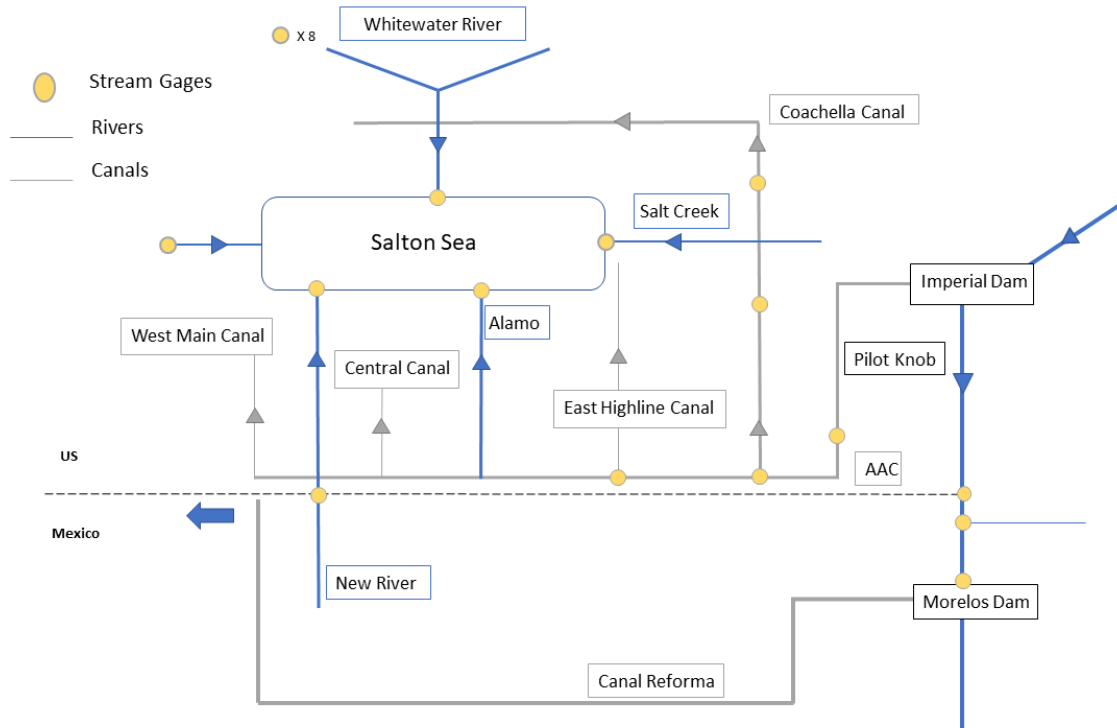 Whitewater River
X 8
Stream Gages
Rivers
Canals
Coachella Canal
Salt Creek
Salton Sea
Imperial Dam
West Main Canal
Alamo
Central Canal
Pilot Knob
East Highline Canal
US
AAC
Mexico
New River
Morelos Dam
Canal Reforma